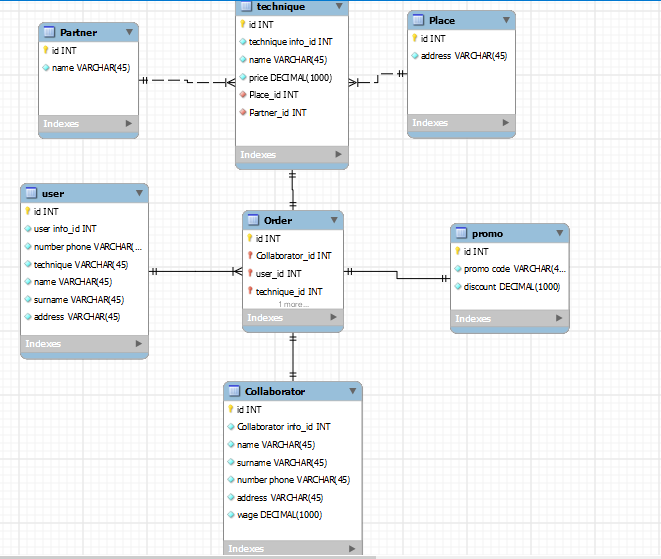 technique
id INT
technique info_id INT
name VARCHAR(45)
price DECIMAL(1000)
Place_id INT
Partner_id INT
Indexes
Partner
id INT
name VARCHAR(45)
Indexes
Place
id INT
address VARCHAR(45)
Indexes
user
id INT
user info_id INT
number phone VARCHAR(...
technique VARCHAR(45)
name VARCHAR(45)
surname VARCHAR(45)
address VARCHAR(45)
Indexes
Order
id INT
Collaborator_id INT
user_id INT
technique_id INT
1 more...
Indexes
promo
id INT
promo code VARCHAR(4...
discount DECIMAL(1000)
Indexes
Collaborator
id INT
Collaborator info_id INT
name VARCHAR(45)
surname VARCHAR(45)
number phone VARCHAR(45)
address VARCHAR(45)
wage DECIMAL(1000)
Indexes